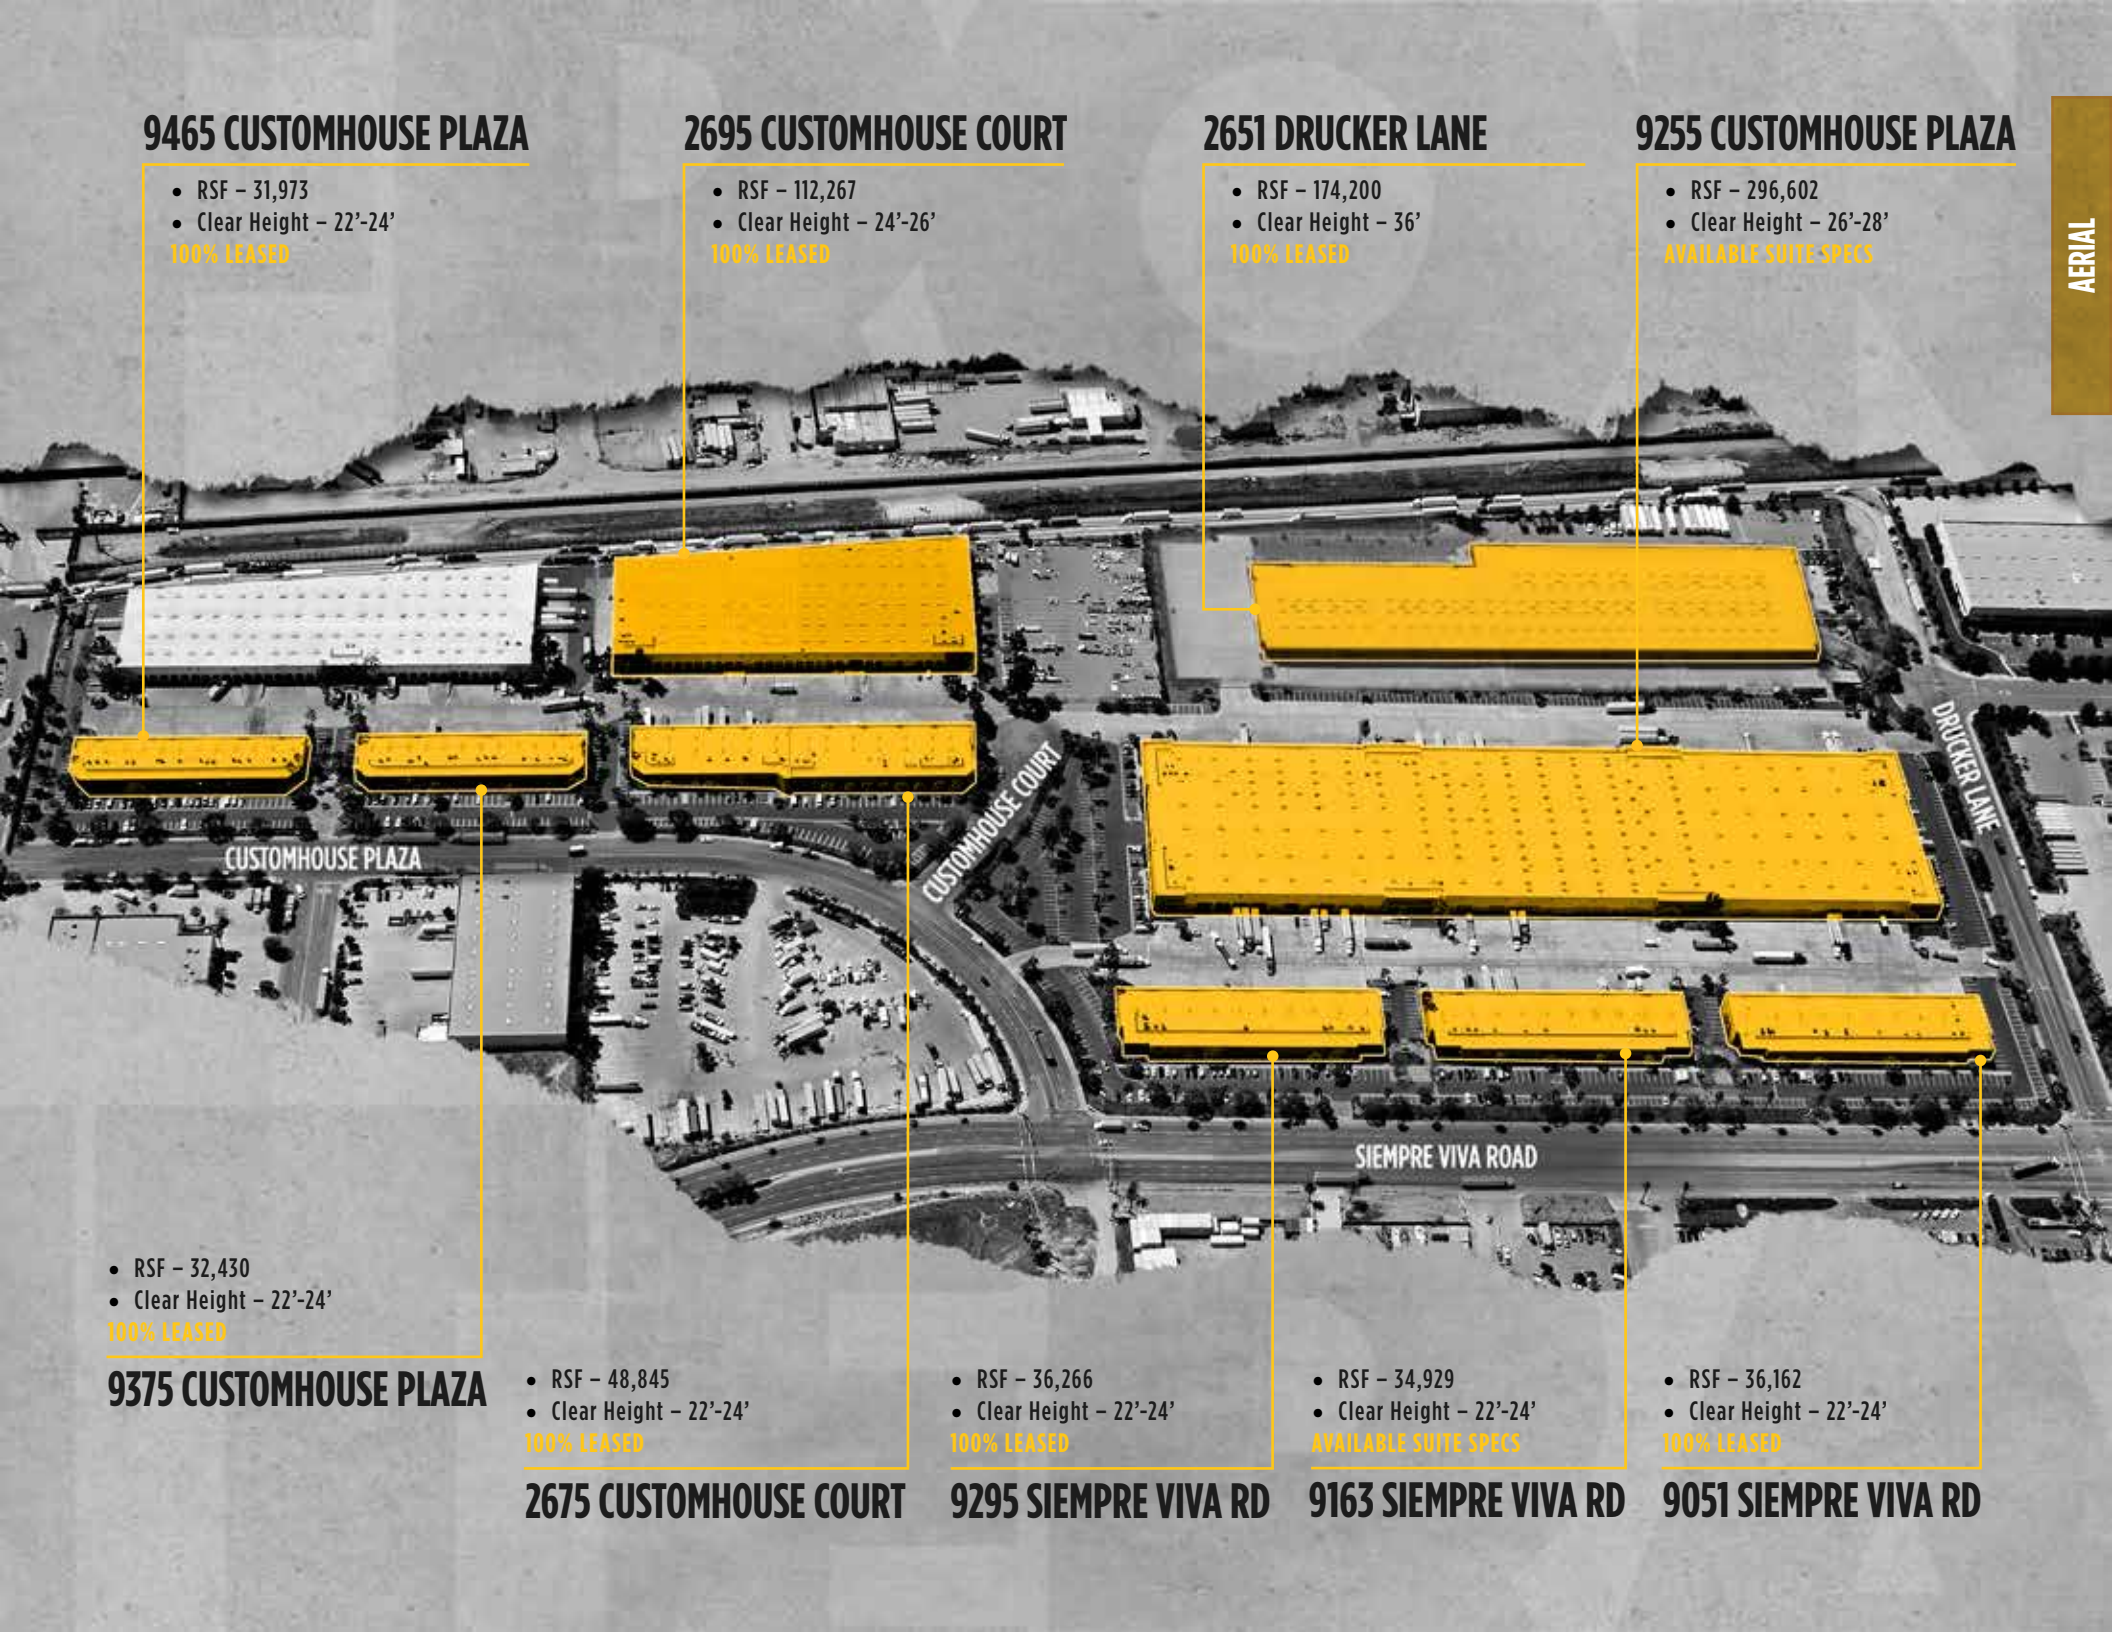 9465 CUSTOMHOUSE PLAZA
• RSF – 31,973
• Clear Height – 22’-24’
100% LEASED
2695 CUSTOMHOUSE COURT
• RSF – 112,267
• Clear Height – 24’-26’
100% LEASED
2651 DRUCKER LANE
• RSF – 174,200
• Clear Height – 36’
100% LEASED
9255 CUSTOMHOUSE PLAZA
• RSF – 296,602
• Clear Height – 26’-28’
AVAILABLE SUITE SPECS
AERIAL
DRUCKER LANE
CUSTOMHOUSE COURT
CUSTOMHOUSE PLAZA
SIEMPRE VIVA ROAD
• RSF – 32,430
• Clear Height – 22’-24’
100% LEASED
9375 CUSTOMHOUSE PLAZA
• RSF – 48,845
• Clear Height – 22’-24’
100% LEASED
2675 CUSTOMHOUSE COURT
• RSF – 36,266
• Clear Height – 22’-24’
100% LEASED
9295 SIEMPRE VIVA RD
• RSF – 34,929
• Clear Height – 22’-24’
AVAILABLE SUITE SPECS
9163 SIEMPRE VIVA RD
• RSF – 36,162
• Clear Height – 22’-24’
100% LEASED
9051 SIEMPRE VIVA RD